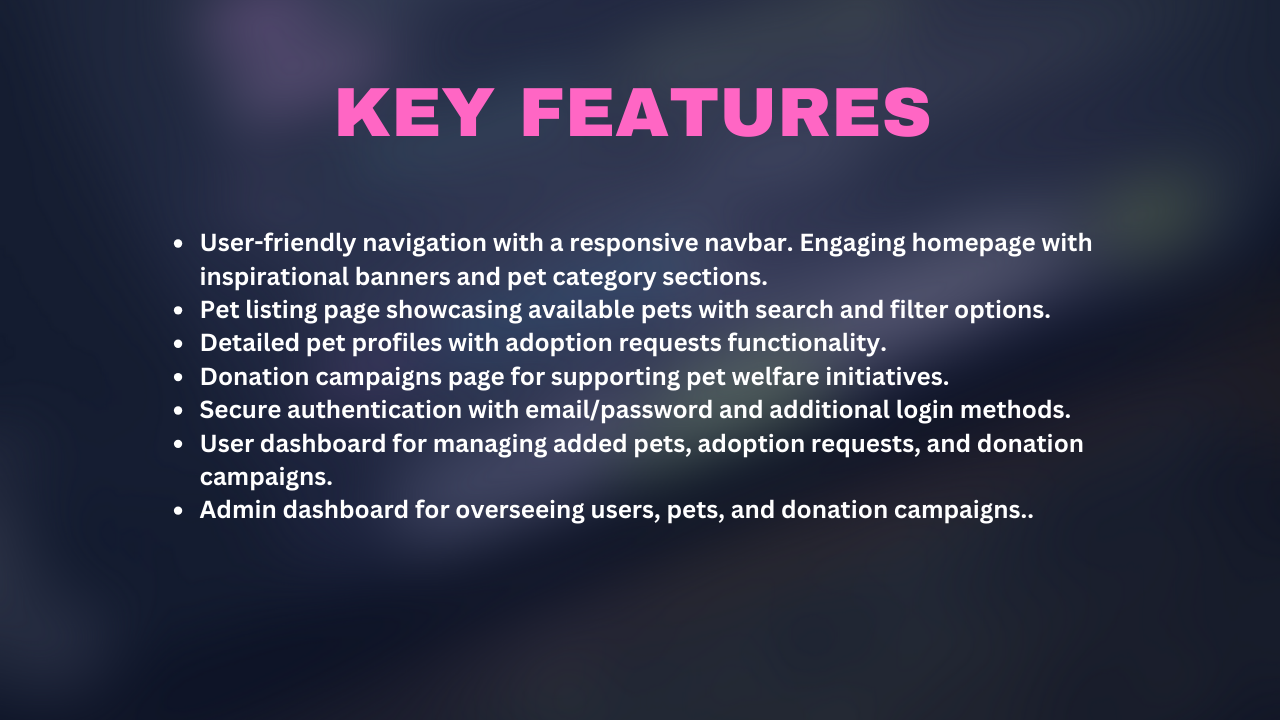 KEY FEATURES
• User-friendly navigation with a responsive navbar. Engaging homepage with
inspirational banners and pet category sections.
• Pet listing page showcasing available pets with search and filter options.
• Detailed pet profiles with adoption requests functionality.
• Donation campaigns page for supporting pet welfare initiatives.
• Secure authentication with email/password and additional login methods.
• User dashboard for managing added pets, adoption requests, and donation
campaigns.
• Admin dashboard for overseeing users, pets, and donation campaigns..